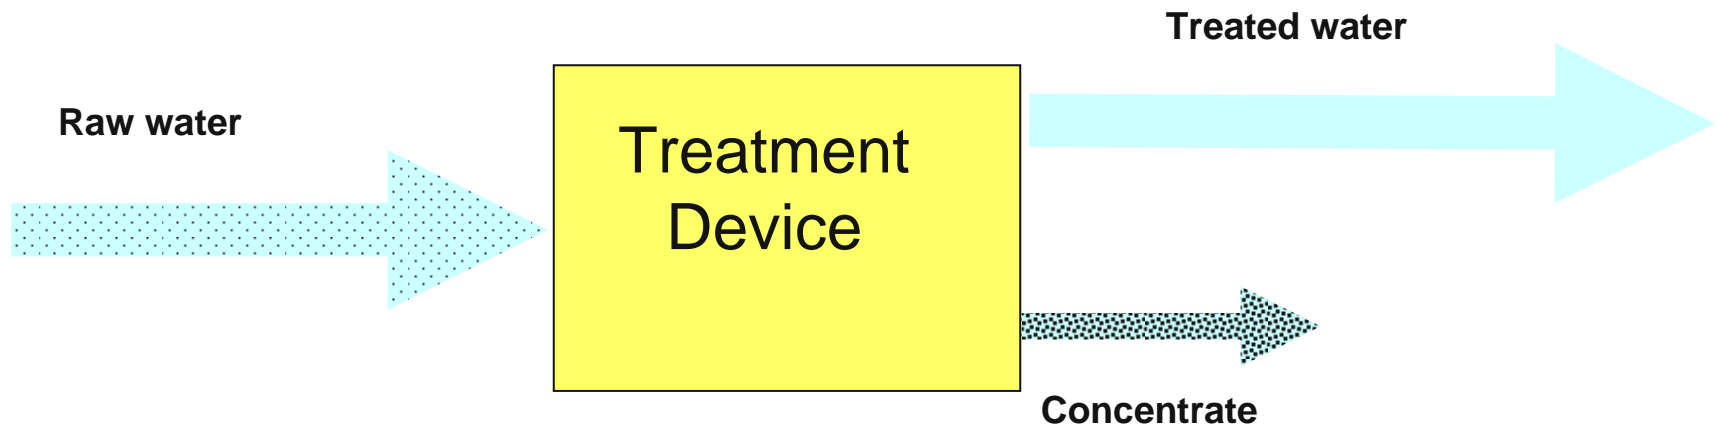 Treated water
Raw water
Treatment
Device
Concentrate